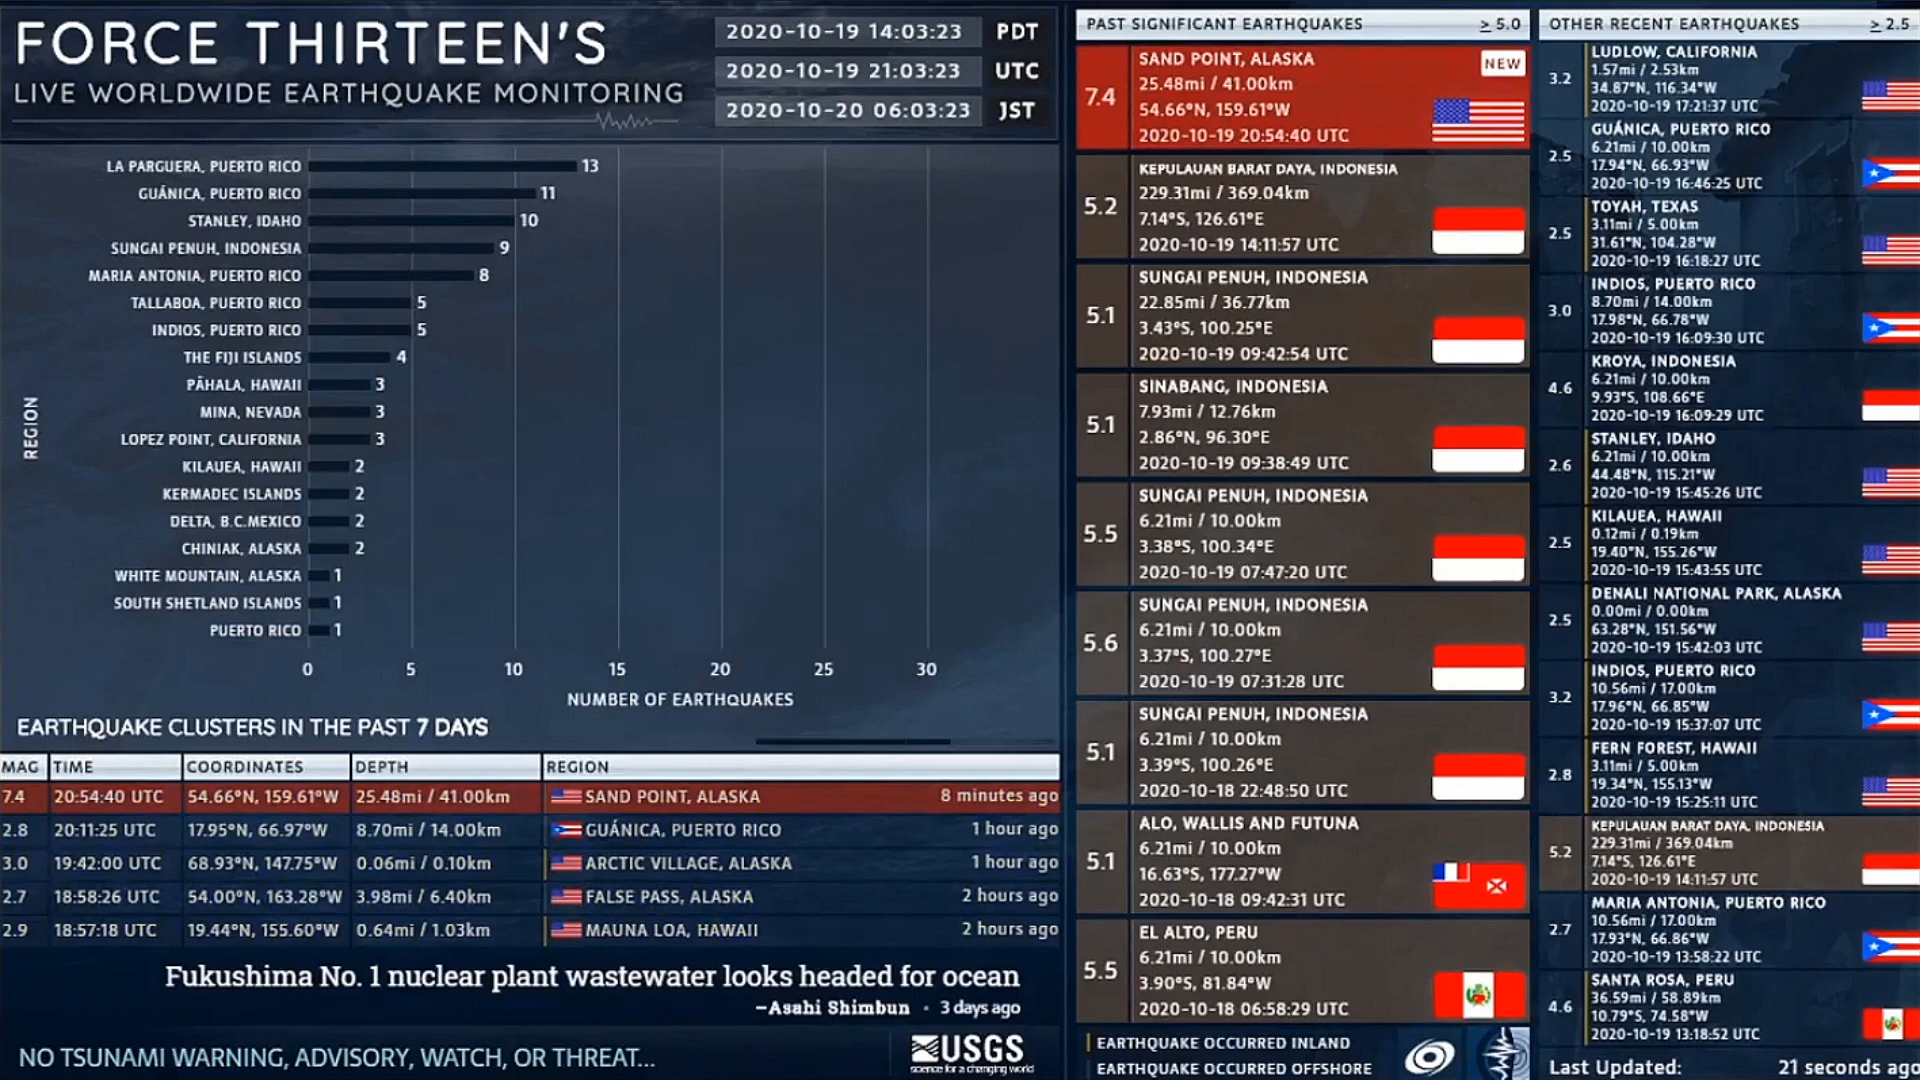 FORCE THIRTEEN'S
LIVE WORLDWIDE EARTHQUAKE MONITORING
2020-10-19 14:03:23 PDT
2020-10-19 21:03:23 UTC
2020-10-20 06:03:23 JST
LA PARGUERA, PUERTO RICO 13
GUÁNICA, PUERTO RICO 11
STANLEY, IDAHO 10
SUNGAI PENUH, INDONESIA 9
MARIA ANTONIA, PUERTO RICO 8
TALLABOA, PUERTO RICO 5
INDIOS, PUERTO RICO 5
THE FIJI ISLANDS 4
PĀHALA, HAWAII 3
MINA, NEVADA 3
LOPEZ POINT, CALIFORNIA 3
KILAUEA, HAWAII 2
KERMADEC ISLANDS 2
DELTA, B.C.MEXICO 2
CHINIAK, ALASKA 2
WHITE MOUNTAIN, ALASKA 1
SOUTH SHETLAND ISLANDS 1
PUERTO RICO 1
REGION
0 5 10 15 20 25 30
NUMBER OF EARTHQUAKES
EARTHQUAKE CLUSTERS IN THE PAST 7 DAYS
MAG TIME COORDINATES DEPTH REGION
7.4 20:54:40 UTC 54.66°N, 159.61°W 25.48mi / 41.00km SAND POINT, ALASKA 8 minutes ago
2.8 20:11:25 UTC 17.95°N, 66.97°W 8.70mi / 14.00km GUÁNICA, PUERTO RICO 1 hour ago
3.0 19:42:00 UTC 68.93°N, 147.75°W 0.06mi / 0.10km ARCTIC VILLAGE, ALASKA 1 hour ago
2.7 18:58:26 UTC 54.00°N, 163.28°W 3.98mi / 6.40km FALSE PASS, ALASKA 2 hours ago
2.9 18:57:18 UTC 19.44°N, 155.60°W 0.64mi / 1.03km MAUNA LOA, HAWAII 2 hours ago
Fukushima No. 1 nuclear plant wastewater looks headed for ocean
–Asahi Shimbun • 3 days ago
NO TSUNAMI WARNING, ADVISORY, WATCH, OR THREAT...
USGS
science for a changing world
PAST SIGNIFICANT EARTHQUAKES ≥ 5.0
7.4
SAND POINT, ALASKA
NEW
25.48mi / 41.00km
54.66°N, 159.61°W
2020-10-19 20:54:40 UTC
5.2
KEPULAUAN BARAT DAYA, INDONESIA
229.31mi / 369.04km
7.14°S, 126.61°E
2020-10-19 14:11:57 UTC
5.1
SUNGAI PENUH, INDONESIA
22.85mi / 36.77km
3.43°S, 100.25°E
2020-10-19 09:42:54 UTC
5.1
SINABANG, INDONESIA
7.93mi / 12.76km
2.86°N, 96.30°E
2020-10-19 09:38:49 UTC
5.5
SUNGAI PENUH, INDONESIA
6.21mi / 10.00km
3.38°S, 100.34°E
2020-10-19 07:47:20 UTC
5.6
SUNGAI PENUH, INDONESIA
6.21mi / 10.00km
3.37°S, 100.27°E
2020-10-19 07:31:28 UTC
5.1
SUNGAI PENUH, INDONESIA
6.21mi / 10.00km
3.39°S, 100.26°E
2020-10-18 22:48:50 UTC
5.1
ALO, WALLIS AND FUTUNA
6.21mi / 10.00km
16.63°S, 177.27°W
2020-10-18 09:42:31 UTC
5.5
EL ALTO, PERU
6.21mi / 10.00km
3.90°S, 81.84°W
2020-10-18 06:58:29 UTC
EARTHQUAKE OCCURRED INLAND
EARTHQUAKE OCCURRED OFFSHORE
OTHER RECENT EARTHQUAKES ≥ 2.5
3.2
LUDLOW, CALIFORNIA
1.57mi / 2.53km
34.87°N, 116.34°W
2020-10-19 17:21:37 UTC
2.5
GUÁNICA, PUERTO RICO
6.21mi / 10.00km
17.94°N, 66.93°W
2020-10-19 16:46:25 UTC
2.5
TOYAH, TEXAS
3.11mi / 5.00km
31.61°N, 104.28°W
2020-10-19 16:18:27 UTC
3.0
INDIOS, PUERTO RICO
8.70mi / 14.00km
17.98°N, 66.78°W
2020-10-19 16:09:30 UTC
4.6
KROYA, INDONESIA
6.21mi / 10.00km
9.93°S, 108.66°E
2020-10-19 16:09:29 UTC
2.6
STANLEY, IDAHO
6.21mi / 10.00km
44.48°N, 115.21°W
2020-10-19 15:45:26 UTC
2.5
KILAUEA, HAWAII
0.12mi / 0.19km
19.40°N, 155.26°W
2020-10-19 15:43:55 UTC
2.5
DENALI NATIONAL PARK, ALASKA
0.00mi / 0.00km
63.28°N, 151.56°W
2020-10-19 15:42:03 UTC
3.2
INDIOS, PUERTO RICO
10.56mi / 17.00km
17.96°N, 66.85°W
2020-10-19 15:37:07 UTC
2.8
FERN FOREST, HAWAII
3.11mi / 5.00km
19.34°N, 155.13°W
2020-10-19 15:25:11 UTC
5.2
KEPULAUAN BARAT DAYA, INDONESIA
229.31mi / 369.04km
7.14°S, 126.61°E
2020-10-19 14:11:57 UTC
2.7
MARIA ANTONIA, PUERTO RICO
10.56mi / 17.00km
17.93°N, 66.86°W
2020-10-19 13:58:22 UTC
4.6
SANTA ROSA, PERU
36.59mi / 58.89km
10.79°S, 74.58°W
2020-10-19 13:18:52 UTC
Last Updated: 21 seconds ago